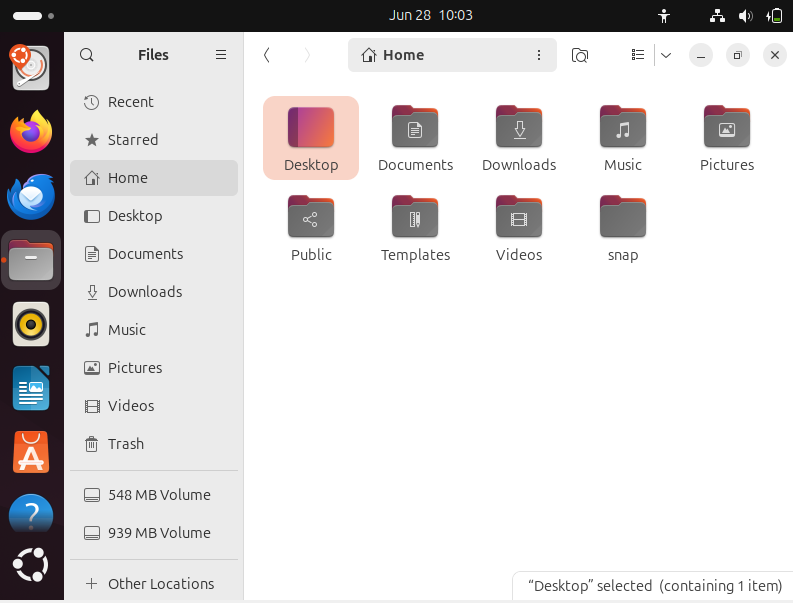 Jun 28 10:03
Files
Home
Recent
Starred
Home
Desktop
Documents
Downloads
Music
Pictures
Videos
Trash
548 MB Volume
939 MB Volume
Other Locations
Desktop
Documents
Downloads
Music
Pictures
Public
Templates
Videos
snap
“Desktop” selected (containing 1 item)